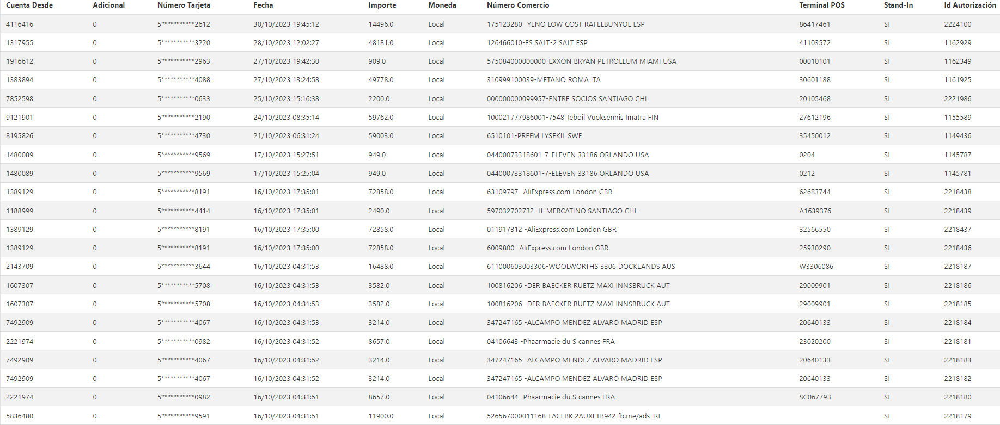 Cuenta Desde Adicional Número Tarjeta Fecha Importe Moneda Número Comercio Terminal POS Stand-In Id Autorización
4116416 0 5***********2612 30/10/2023 19:45:12 14496.0 Local 175123280 -YENO LOW COST RAFELBUNYOL ESP 86417461 SI 2224100
1317955 0 5***********3220 28/10/2023 12:02:27 48181.0 Local 126466010-ES SALT-2 SALT ESP 41103572 SI 1162929
1916612 0 5***********2963 27/10/2023 19:42:30 909.0 Local 575084000000000-EXXON BRYAN PETROLEUM MIAMI USA 00010101 SI 1162349
1383894 0 5***********4088 27/10/2023 13:24:58 49778.0 Local 310999100039-METANO ROMA ITA 30601188 SI 1161925
7852598 0 5***********0633 25/10/2023 15:16:38 2200.0 Local 000000000099957-ENTRE SOCIOS SANTIAGO CHL 20105468 SI 2221986
9121901 0 5***********2190 24/10/2023 08:35:14 59762.0 Local 100021777986001-7548 Teboil Vuoksennis Imatra FIN 27612196 SI 1155589
8195826 0 5***********4730 21/10/2023 06:31:24 59003.0 Local 6510101-PREEM LYSEKIL SWE 35450012 SI 1149436
1480089 0 5***********9569 17/10/2023 15:27:51 949.0 Local 04400073318601-7-ELEVEN 33186 ORLANDO USA 0204 SI 1145787
1480089 0 5***********9569 17/10/2023 15:25:04 949.0 Local 04400073318601-7-ELEVEN 33186 ORLANDO USA 0212 SI 1145781
1389129 0 5***********8191 16/10/2023 17:35:01 72858.0 Local 63109797 -AliExpress.com London GBR 62683744 SI 2218438
1188999 0 5***********4414 16/10/2023 17:35:01 2490.0 Local 597032702732 -IL MERCATINO SANTIAGO CHL A1639376 SI 2218439
1389129 0 5***********8191 16/10/2023 17:35:00 72858.0 Local 011917312 -AliExpress.com London GBR 32566550 SI 2218437
1389129 0 5***********8191 16/10/2023 17:35:00 72858.0 Local 6009800 -AliExpress.com London GBR 25930290 SI 2218436
2143709 0 5***********3644 16/10/2023 04:31:53 16488.0 Local 611000603003306-WOOLWORTHS 3306 DOCKLANDS AUS W3306086 SI 2218187
1607307 0 5***********5708 16/10/2023 04:31:53 3582.0 Local 100816206 -DER BAECKER RUETZ MAXI INNSBRUCK AUT 29009901 SI 2218186
1607307 0 5***********5708 16/10/2023 04:31:53 3582.0 Local 100816206 -DER BAECKER RUETZ MAXI INNSBRUCK AUT 29009901 SI 2218185
7492909 0 5***********4067 16/10/2023 04:31:53 3214.0 Local 347247165 -ALCAMPO MENDEZ ALVARO MADRID ESP 20640133 SI 2218184
2221974 0 5***********0982 16/10/2023 04:31:52 8657.0 Local 04106643 -Phaarmacie du S cannes FRA 23020200 SI 2218181
7492909 0 5***********4067 16/10/2023 04:31:52 3214.0 Local 347247165 -ALCAMPO MENDEZ ALVARO MADRID ESP 20640133 SI 2218183
7492909 0 5***********4067 16/10/2023 04:31:52 3214.0 Local 347247165 -ALCAMPO MENDEZ ALVARO MADRID ESP 20640133 SI 2218182
2221974 0 5***********0982 16/10/2023 04:31:51 8657.0 Local 04106644 -Phaarmacie du S cannes FRA SC067793 SI 2218180
5836480 0 5***********9591 16/10/2023 04:31:51 11900.0 Local 526567000011168-FACEBK 2AUXETB942 fb.me/ads IRL SI 2218179